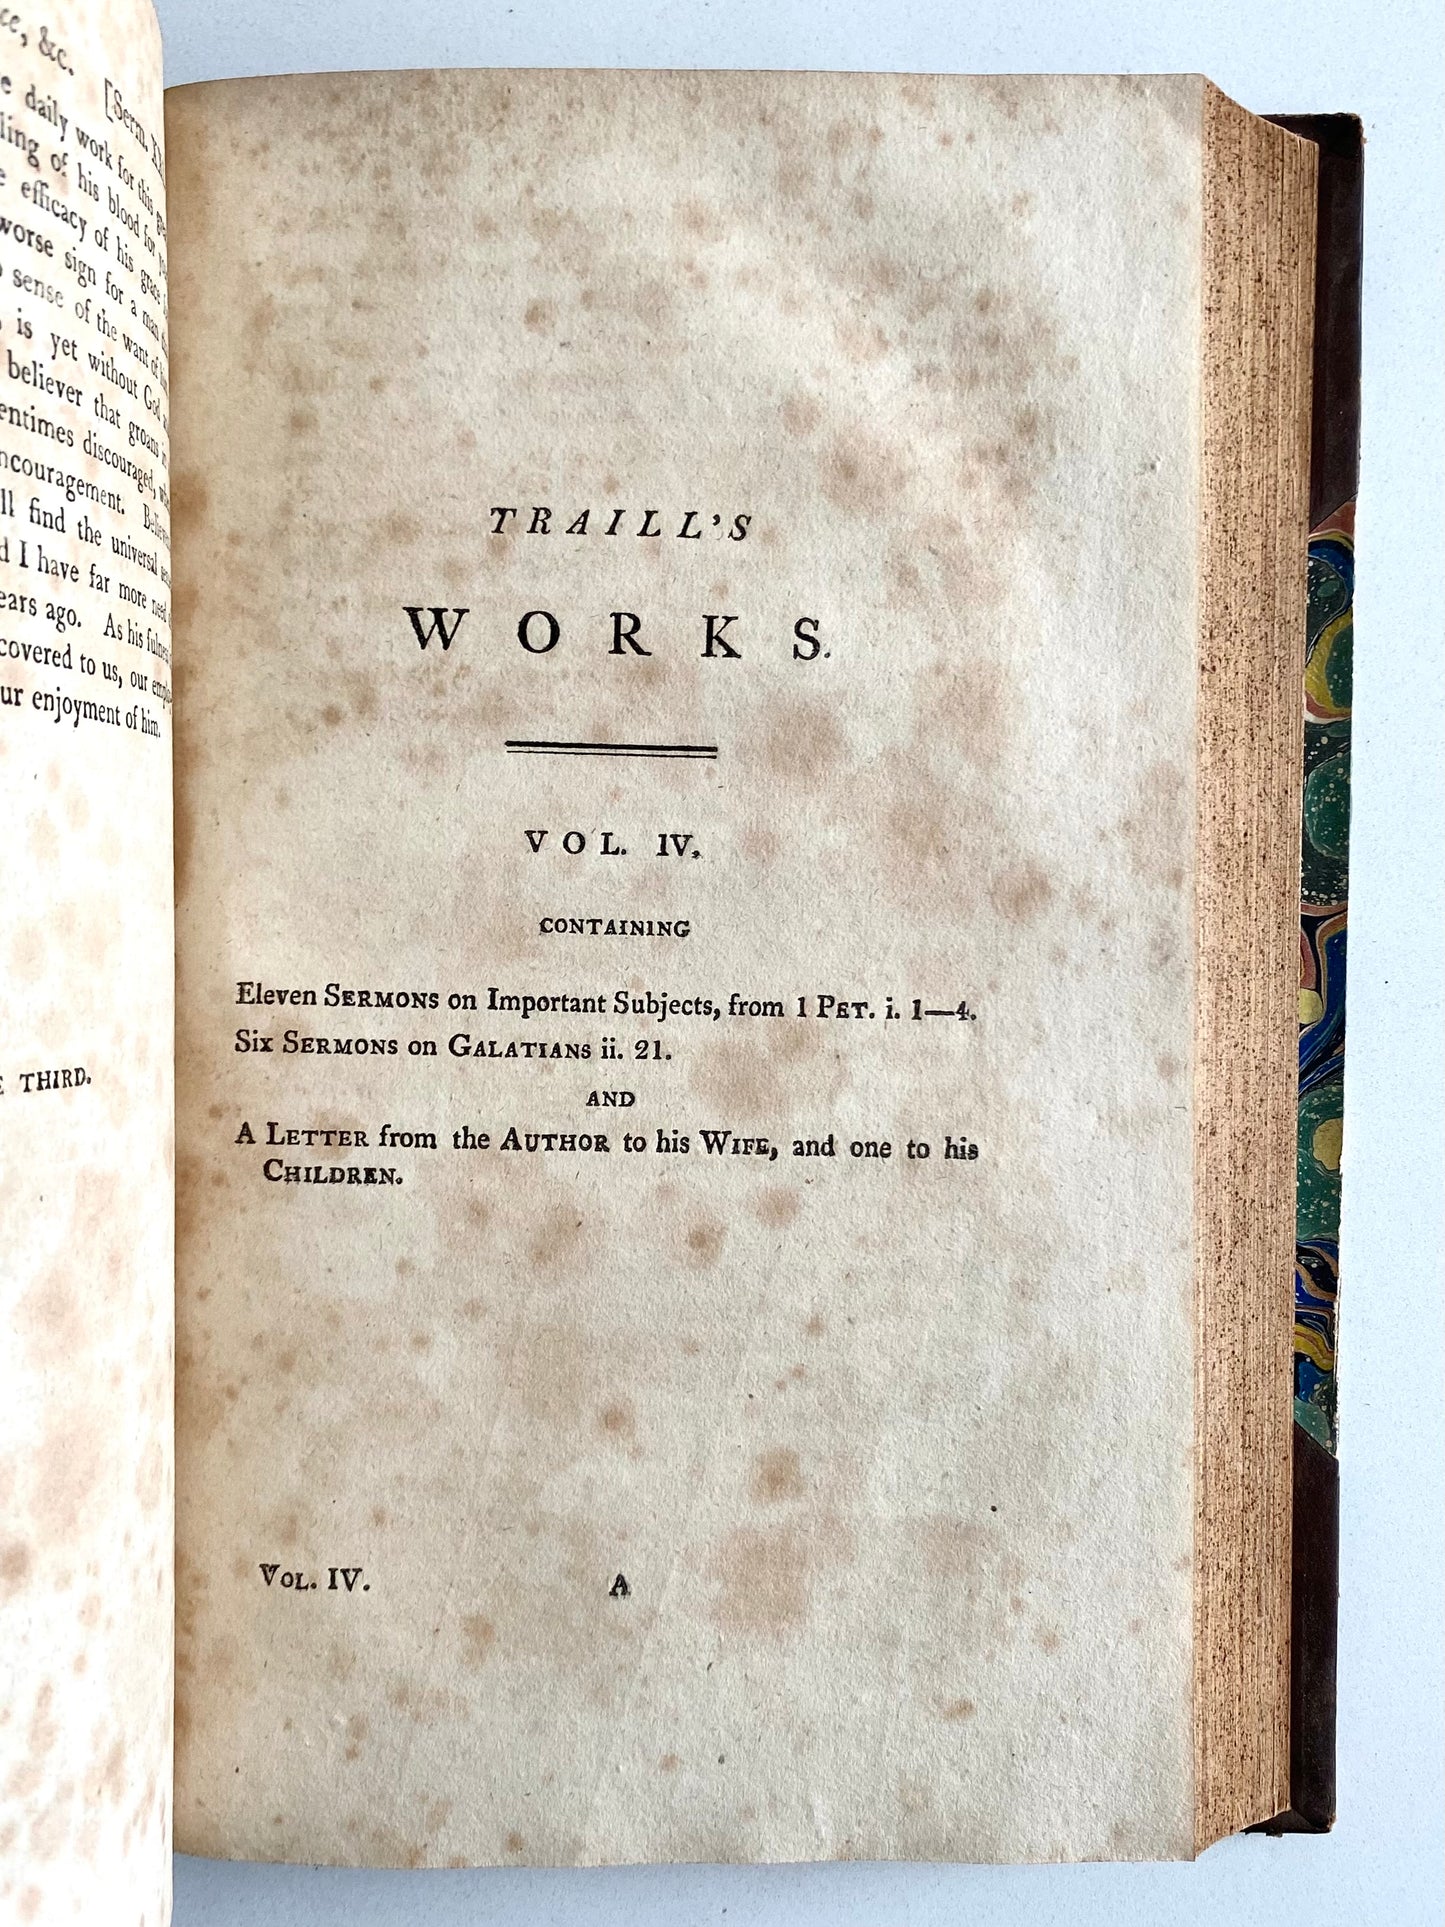 ce, &c. [Serm.
daily work for this
ling of his blood for
efficacy of his grace
worse sign for a man
sense of the want of
is yet without God
believer that groans
entimes discouraged,
ncouragement.
ll find the universal
d I have far more need
ears ago. As his fulness
covered to us, our
ur enjoyment of him.
THIRD.
TRAILL'S
WORKS.
VOL. IV.
CONTAINING
Eleven SERMONS on Important Subjects, from 1 PET. i. 1—4.
Six SERMONS on GALATIANS ii. 21.
AND
A LETTER from the AUTHOR to his WIFE, and one to his
CHILDREN.
VOL. IV. A